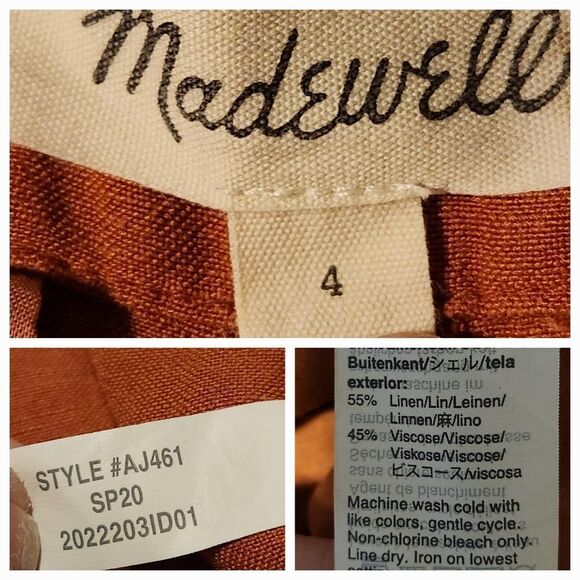 Madewell
4
STYLE #AJ461
SP20
2022203ID01
Buitenkant/シェル/tela
exterior:
55% Linen/Lin/Leinen/
Linnen/麻/lino
45% Viscose/Viscose/
Viskose/Viscose/
ビスコース/viscosa
Machine wash cold with
like colors, gentle cycle.
Non-chlorine bleach only.
Line dry. Iron on lowest